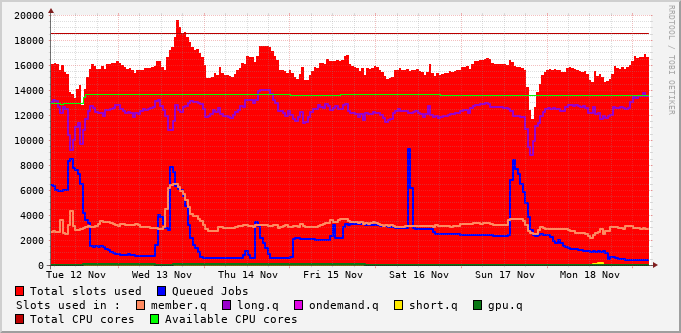 20000
18000
16000
14000
12000
10000
8000
6000
4000
2000
0
Tue 12 Nov Wed 13 Nov Thu 14 Nov Fri 15 Nov Sat 16 Nov Sun 17 Nov Mon 18 Nov
Total slots used Queued Jobs
Slots used in : member.q long.q ondemand.q short.q gpu.q
Total CPU cores Available CPU cores
RRDTOOL / TOBI OETIKER